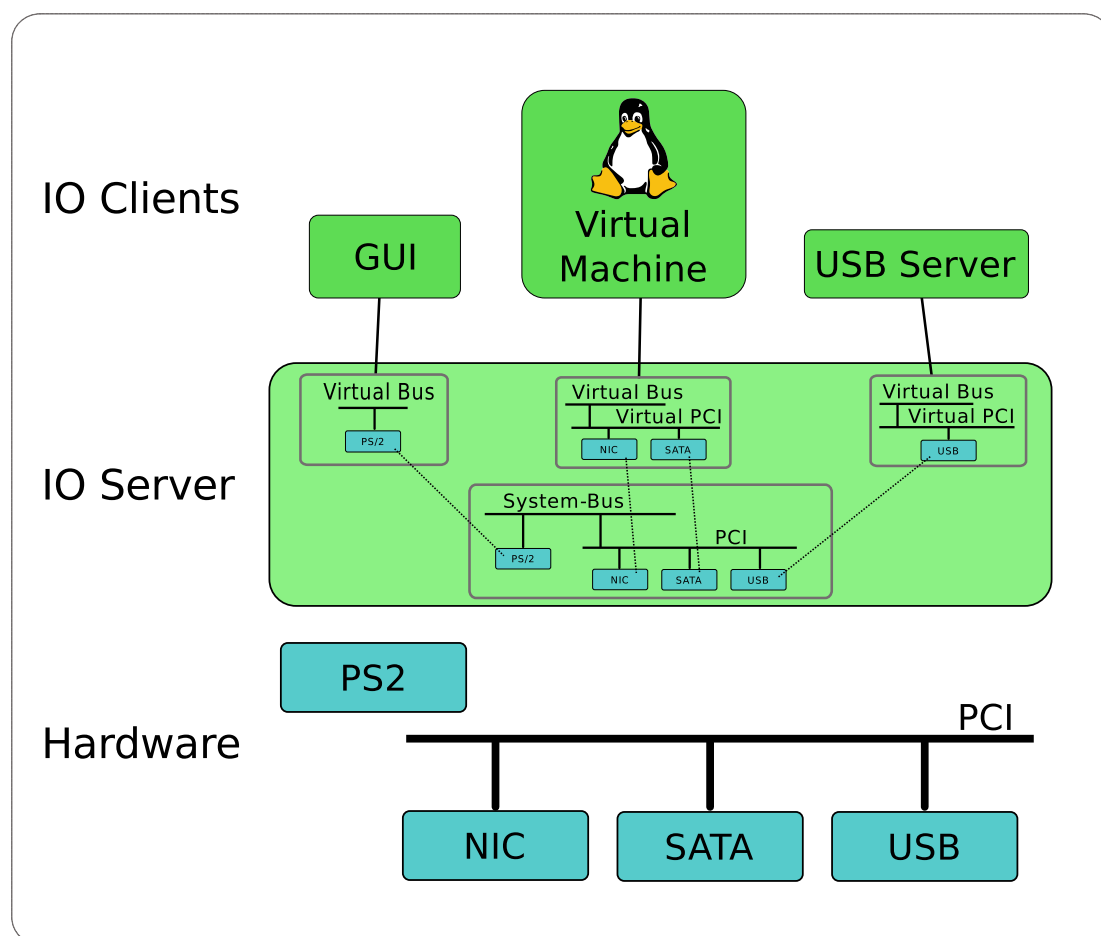 IO Clients
GUI
Virtual
Machine
USB Server
IO Server
Virtual Bus
PS/2
Virtual Bus
Virtual PCI
NIC
SATA
Virtual Bus
Virtual PCI
USB
System-Bus
PCI
PS/2
NIC
SATA
USB
Hardware
PS2
PCI
NIC
SATA
USB